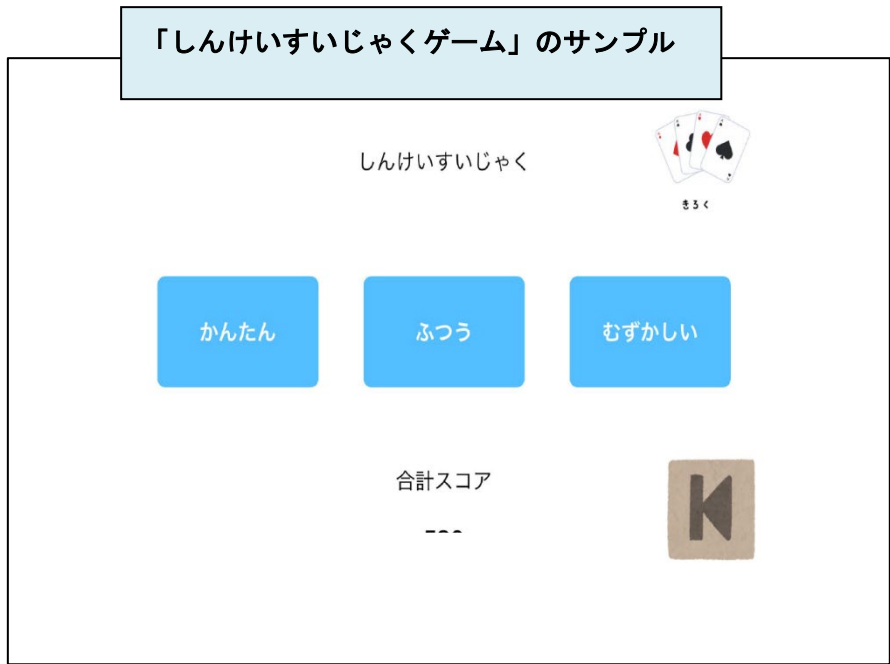 「しんけいすいじゃくゲーム」のサンプル
しんけいすいじゃく
きろく
かんたん
ふつう
むずかしい
合計スコア